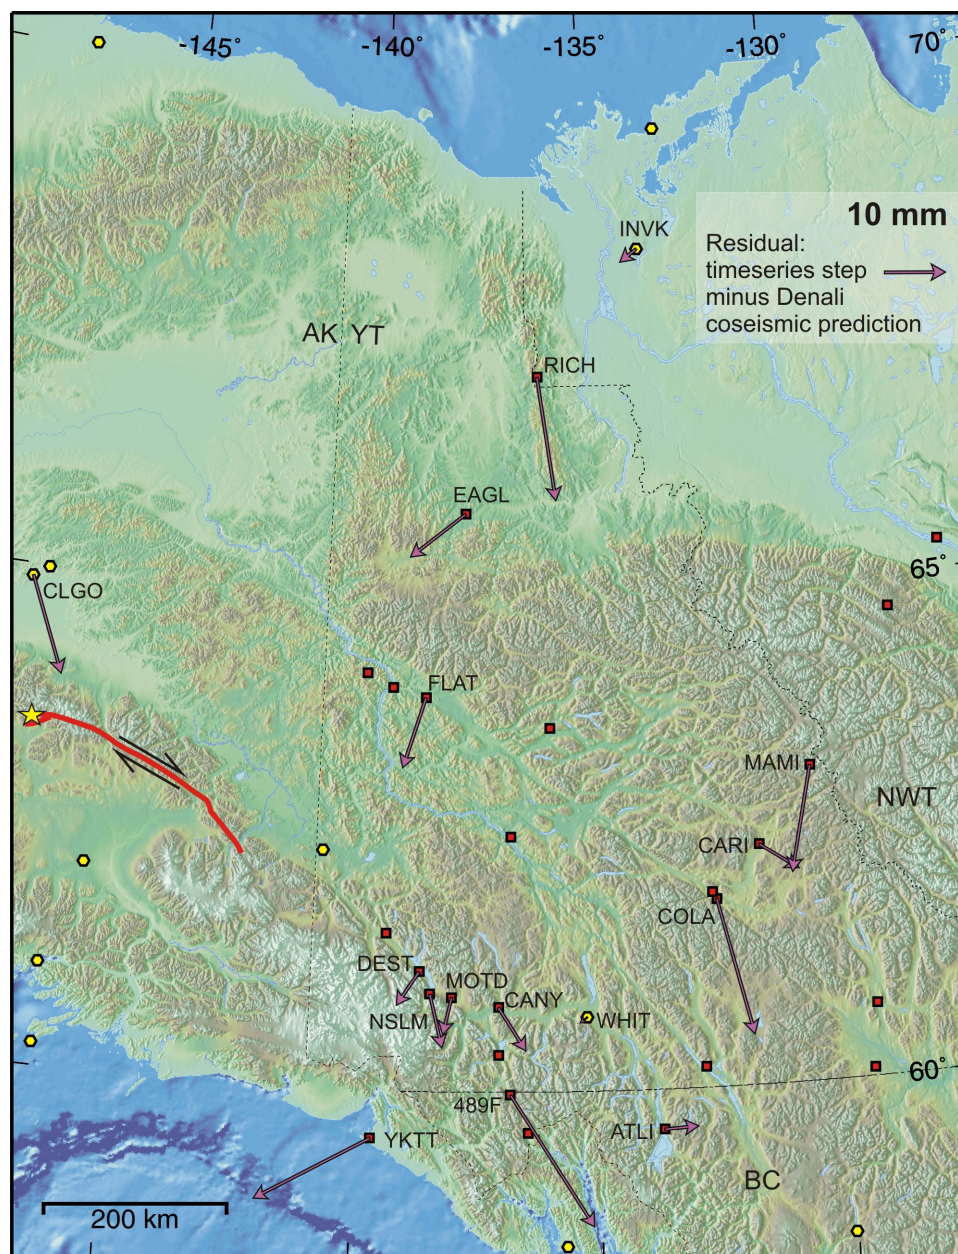 -145° -140° -135° -130° 70°
INVK
10 mm
Residual:
timeseries step
minus Denali
coseismic prediction
AK YT
RICH
EAGL
65°
CLGO
FLAT
MAMI
NWT
CARI
COLA
DEST
MOTD
CANY
NSLM
WHIT
60°
489F
ATLI
YKTT
BC
200 km